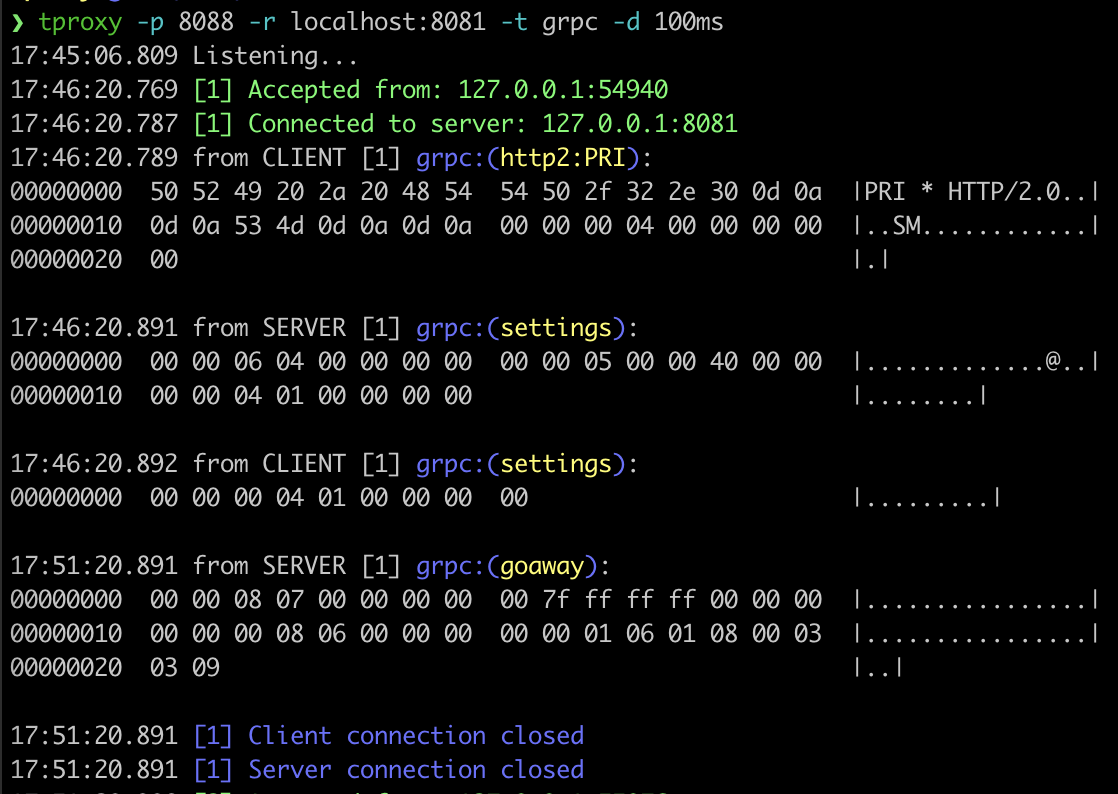 ❯ tproxy -p 8088 -r localhost:8081 -t grpc -d 100ms
17:45:06.809 Listening...
17:46:20.769 [1] Accepted from: 127.0.0.1:54940
17:46:20.787 [1] Connected to server: 127.0.0.1:8081
17:46:20.789 from CLIENT [1] grpc:(http2:PRI):
00000000  50 52 49 20 2a 20 48 54  54 50 2f 32 2e 30 0d 0a  |PRI * HTTP/2.0..|
00000010  0d 0a 53 4d 0d 0a 0d 0a  00 00 00 04 00 00 00 00  |..SM............|
00000020  00  |.|
17:46:20.891 from SERVER [1] grpc:(settings):
00000000  00 00 06 04 00 00 00 00  00 00 05 00 00 40 00 00  |.............@..|
00000010  00 00 04 01 00 00 00 00  |........|
17:46:20.892 from CLIENT [1] grpc:(settings):
00000000  00 00 00 04 01 00 00 00  00  |.........|
17:51:20.891 from SERVER [1] grpc:(goaway):
00000000  00 00 08 07 00 00 00 00  00 7f ff ff ff 00 00 00  |................|
00000010  00 00 00 08 06 00 00 00  00 00 01 06 01 08 00 03  |................|
00000020  03 09  |..|
17:51:20.891 [1] Client connection closed
17:51:20.891 [1] Server connection closed